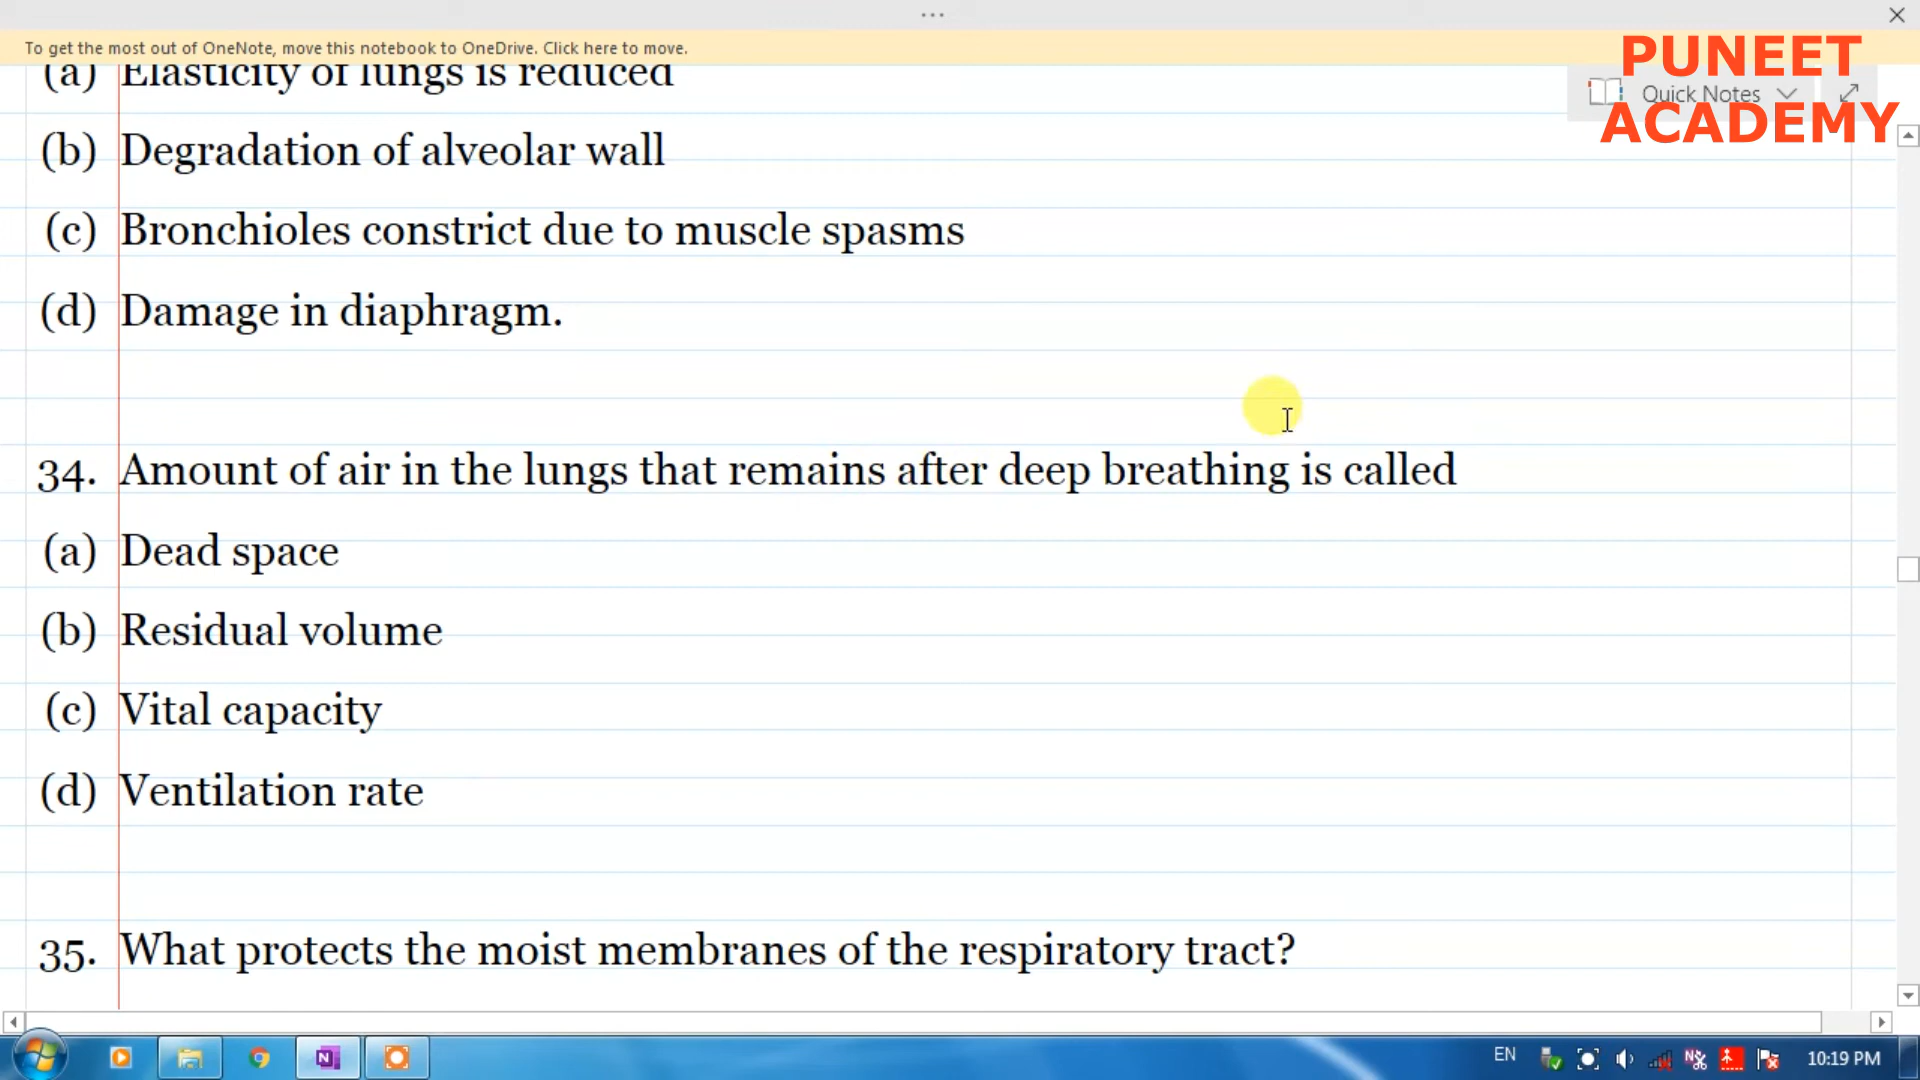 To get the most out of OneNote, move this notebook to OneDrive. Click here to move.
PUNEET
ACADEMY
Quick Notes
(a) Elasticity of lungs is reduced
(b) Degradation of alveolar wall
(c) Bronchioles constrict due to muscle spasms
(d) Damage in diaphragm.
34. Amount of air in the lungs that remains after deep breathing is called
(a) Dead space
(b) Residual volume
(c) Vital capacity
(d) Ventilation rate
35. What protects the moist membranes of the respiratory tract?
EN 10:19 PM